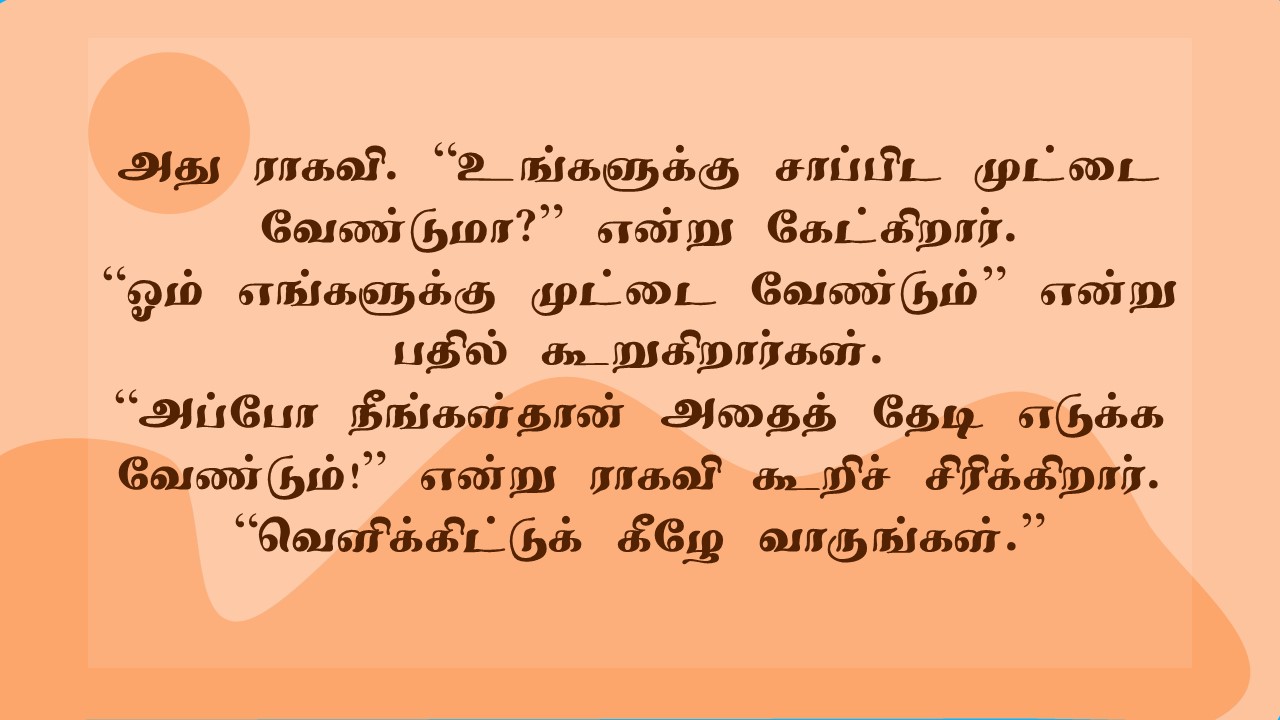 அது ராகவி. “உங்களுக்கு சாப்பிட முட்டை
வேண்டுமா?” என்று கேட்கிறார்.
“ஓம் எங்களுக்கு முட்டை வேண்டும்” என்று
பதில் கூறுகிறார்கள்.
“அப்போ நீங்கள்தான் அதைத் தேடி எடுக்க
வேண்டும்!” என்று ராகவி கூறிச் சிரிக்கிறார்.
“வெளிக்கிட்டுக் கீழே வாருங்கள்.”